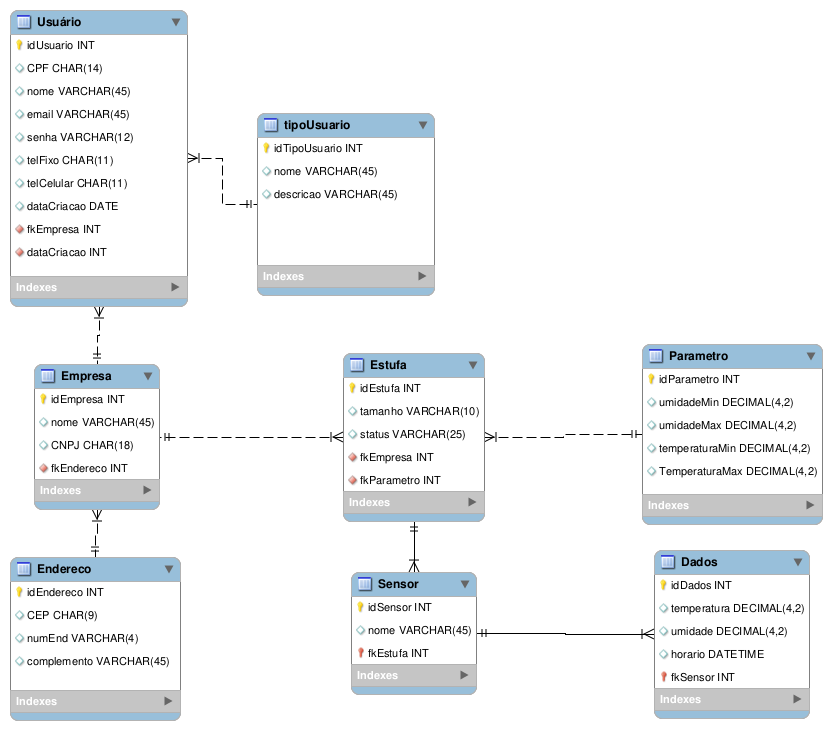 Usuário
idUsuario INT
CPF CHAR(14)
nome VARCHAR(45)
email VARCHAR(45)
senha VARCHAR(12)
telFixo CHAR(11)
telCelular CHAR(11)
dataCriacao DATE
fkEmpresa INT
dataCriacao INT
Indexes
tipoUsuario
idTipoUsuario INT
nome VARCHAR(45)
descricao VARCHAR(45)
Indexes
Empresa
idEmpresa INT
nome VARCHAR(45)
CNPJ CHAR(18)
fkEndereco INT
Indexes
Estufa
idEstufa INT
tamanho VARCHAR(10)
status VARCHAR(25)
fkEmpresa INT
fkParametro INT
Indexes
Parametro
idParametro INT
umidadeMin DECIMAL(4,2)
umidadeMax DECIMAL(4,2)
temperaturaMin DECIMAL(4,2)
TemperaturaMax DECIMAL(4,2)
Indexes
Endereco
idEndereco INT
CEP CHAR(9)
numEnd VARCHAR(4)
complemento VARCHAR(45)
Indexes
Sensor
idSensor INT
nome VARCHAR(45)
fkEstufa INT
Indexes
Dados
idDados INT
temperatura DECIMAL(4,2)
umidade DECIMAL(4,2)
horario DATETIME
fkSensor INT
Indexes